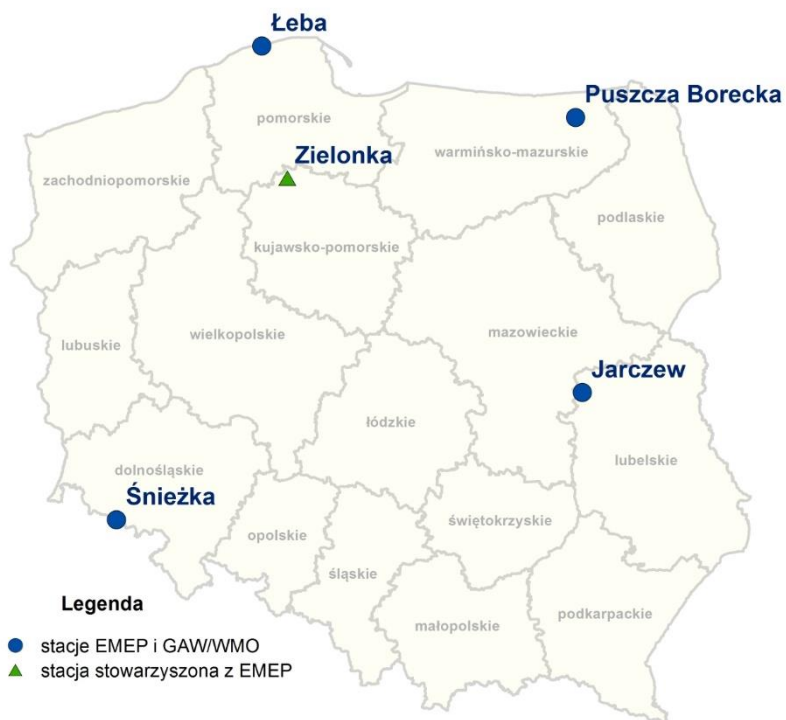 Łeba
Puszcza Borecka
pomorskie
Zielonka
warmińsko-mazurskie
zachodniopomorskie
podlaskie
kujawsko-pomorskie
wielkopolskie
mazowieckie
lubuskie
Jarczew
łódzkie
lubelskie
dolnośląskie
Śnieżka
świętokrzyskie
opolskie
śląskie
małopolskie
podkarpackie
Legenda
stacje EMEP i GAW/WMO
stacja stowarzyszona z EMEP